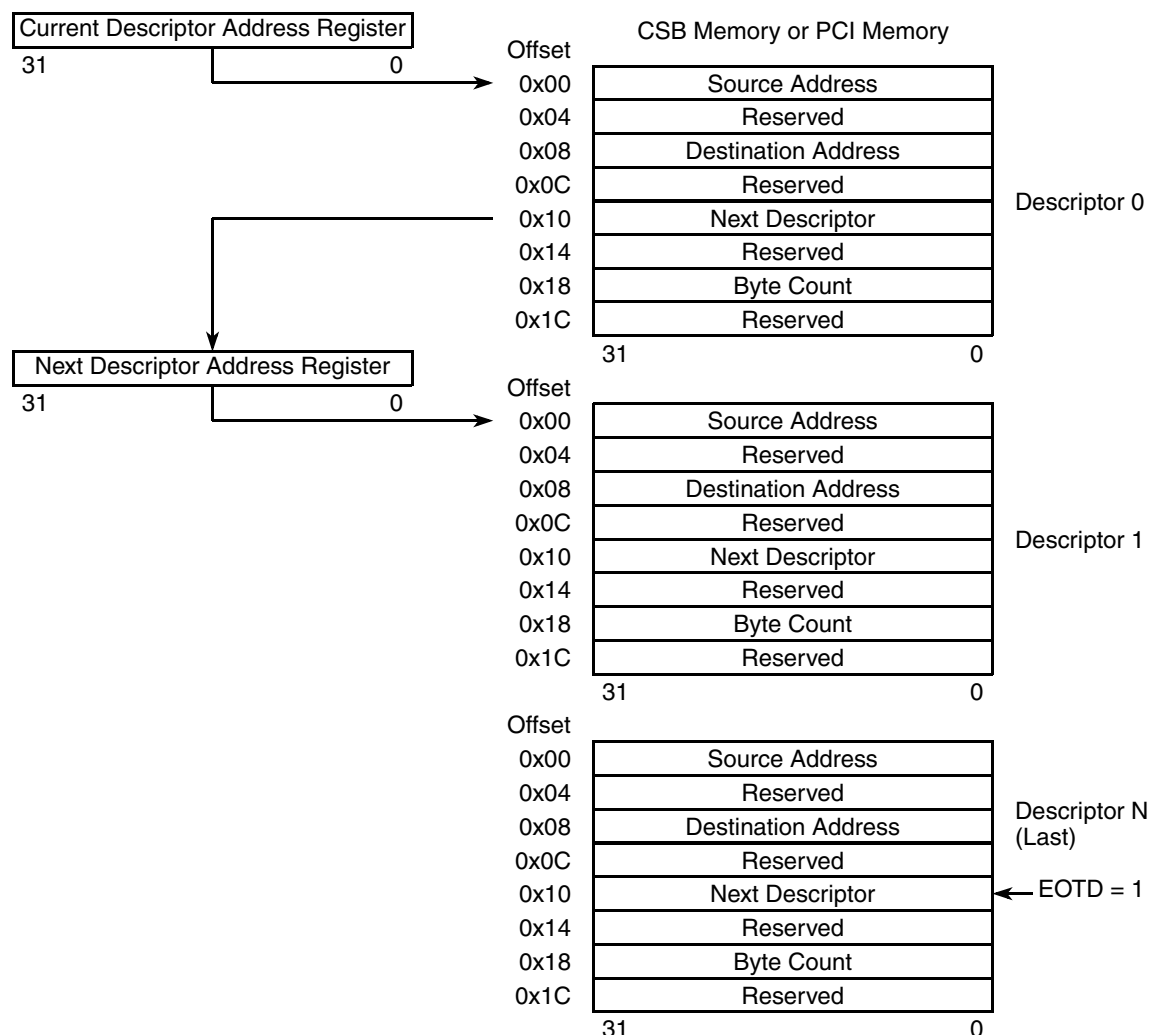 Current Descriptor Address Register
31 0
CSB Memory or PCI Memory
Offset
0x00 Source Address
0x04 Reserved
0x08 Destination Address
0x0C Reserved
0x10 Next Descriptor
0x14 Reserved
0x18 Byte Count
0x1C Reserved
31 0
Descriptor 0
Next Descriptor Address Register
31 0
Offset
0x00 Source Address
0x04 Reserved
0x08 Destination Address
0x0C Reserved
0x10 Next Descriptor
0x14 Reserved
0x18 Byte Count
0x1C Reserved
31 0
Descriptor 1
Offset
0x00 Source Address
0x04 Reserved
0x08 Destination Address
0x0C Reserved
0x10 Next Descriptor
0x14 Reserved
0x18 Byte Count
0x1C Reserved
31 0
Descriptor N
(Last)
EOTD = 1